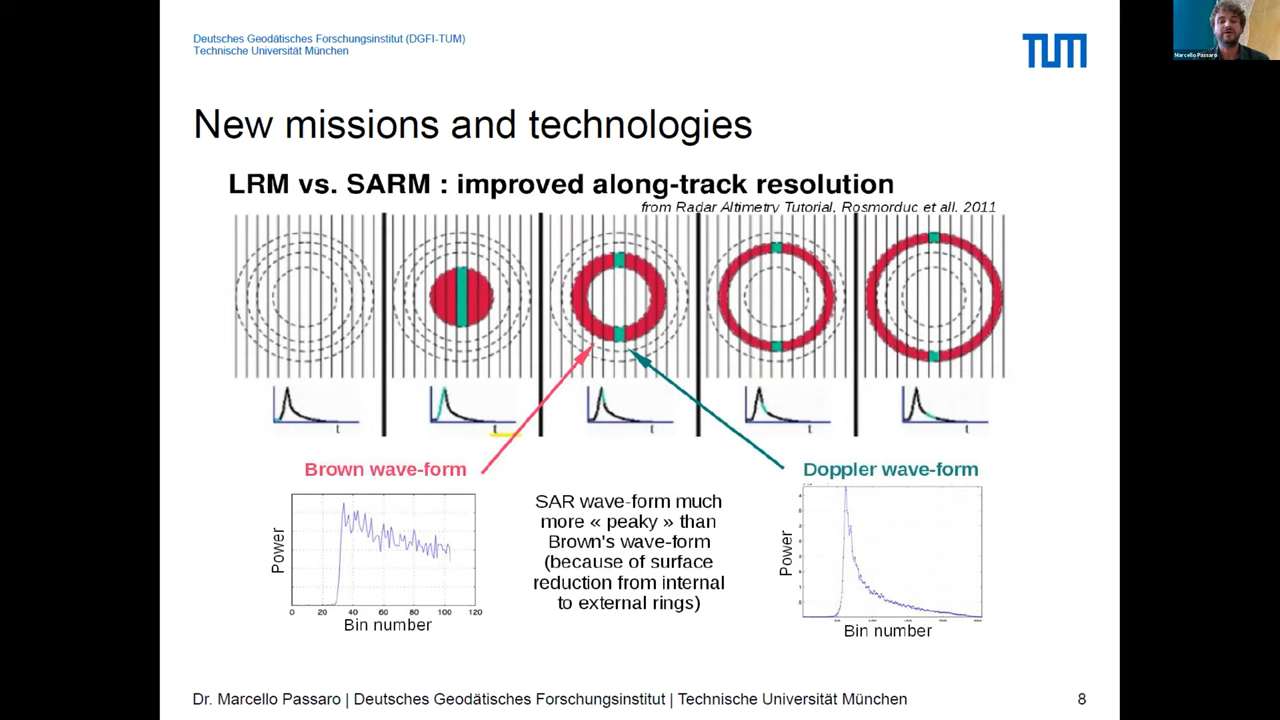 Deutsches Geodätisches Forschungsinstitut (DGFI-TUM)
Technische Universität München
TUM
Marcello Passaro
New missions and technologies
LRM vs. SARM : improved along-track resolution
from Radar Altimetry Tutorial, Rosmorduc et all. 2011
t
t
t
t
t
Brown wave-form
Doppler wave-form
SAR wave-form much
more « peaky » than
Brown's wave-form
(because of surface
reduction from internal
to external rings)
Power
0 20 40 60 80 100 120
Bin number
Power
Bin number
Dr. Marcello Passaro | Deutsches Geodätisches Forschungsinstitut | Technische Universität München
8